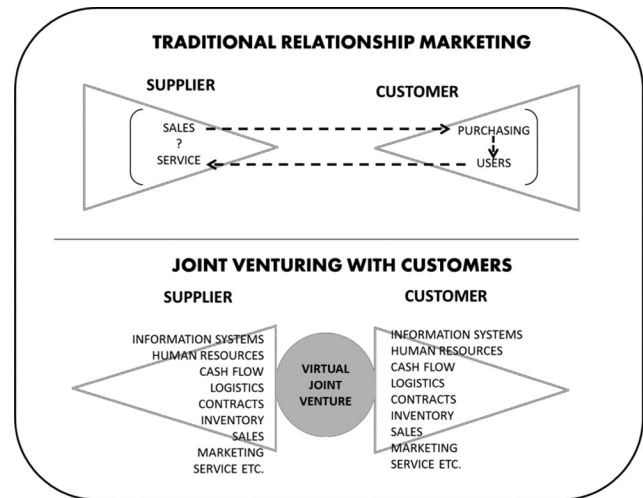 TRADITIONAL RELATIONSHIP MARKETING
SUPPLIER
CUSTOMER
SALES
?
SERVICE
PURCHASING
USERS
JOINT VENTURING WITH CUSTOMERS
SUPPLIER
CUSTOMER
INFORMATION SYSTEMS
HUMAN RESOURCES
CASH FLOW
LOGISTICS
CONTRACTS
INVENTORY
SALES
MARKETING
SERVICE ETC.
VIRTUAL
JOINT
VENTURE
INFORMATION SYSTEMS
HUMAN RESOURCES
CASH FLOW
LOGISTICS
CONTRACTS
INVENTORY
SALES
MARKETING
SERVICE ETC.